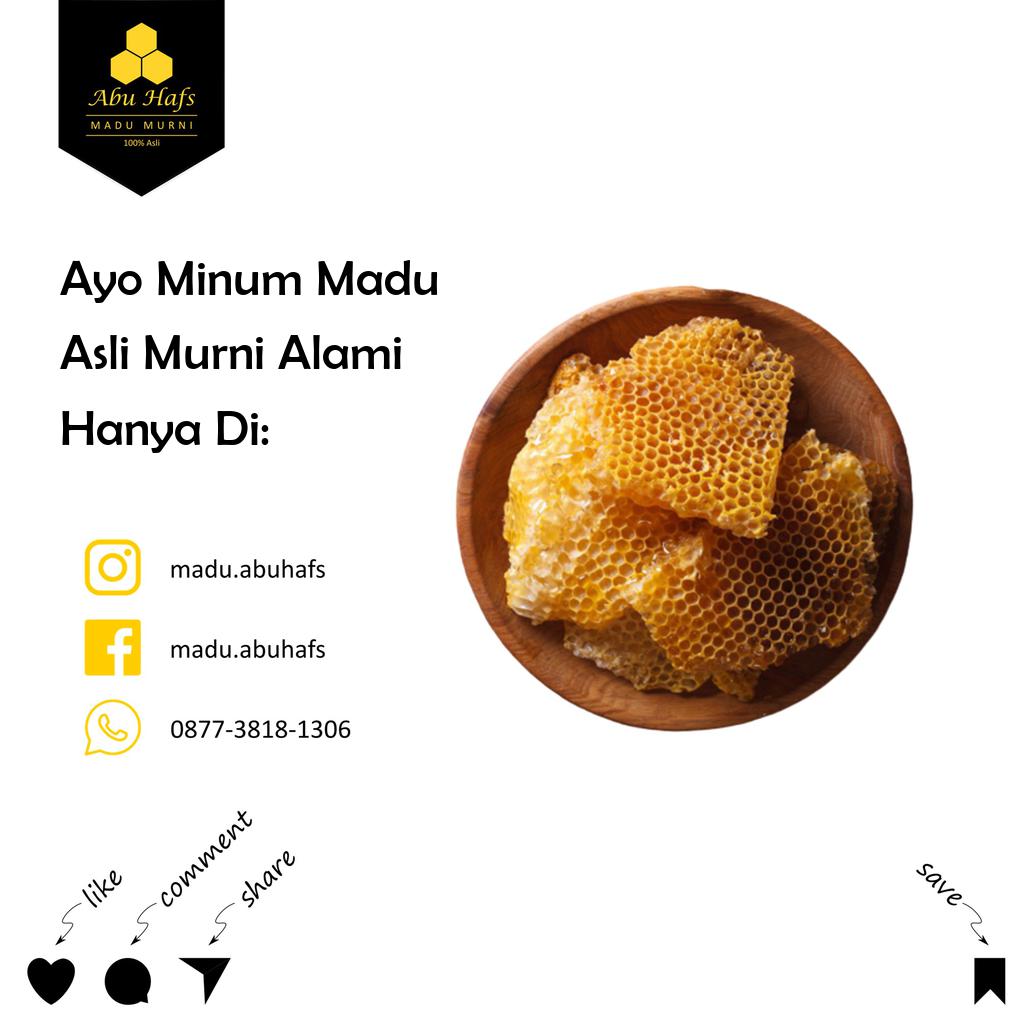 Abu Hafs
MADU MURNI
100% Asli
Ayo Minum Madu
Asli Murni Alami
Hanya Di:
madu.abuhafs
madu.abuhafs
0877-3818-1306
like
comment
share
save